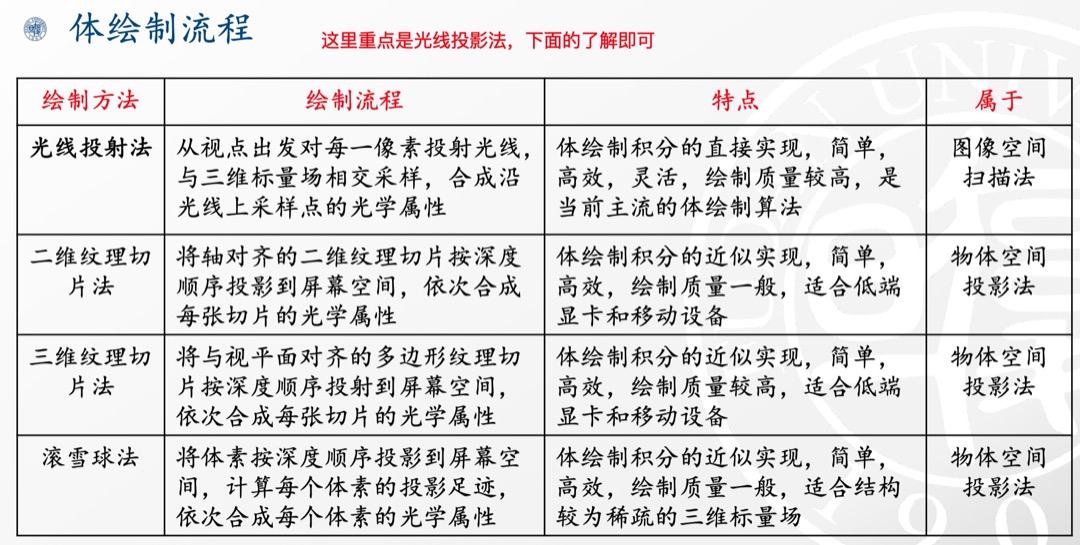 体绘制流程
这里重点是光线投影法，下面的了解即可
绘制方法
绘制流程
特点
属于
光线投射法
从视点出发对每一像素投射光线，
与三维标量场相交采样，合成沿
光线上采样点的光学属性
体绘制积分的直接实现，简单，
高效，灵活，绘制质量较高，是
当前主流的体绘制算法
图像空间
扫描法
二维纹理切
片法
将轴对齐的二维纹理切片按深度
顺序投影到屏幕空间，依次合成
每张切片的光学属性
体绘制积分的近似实现，简单，
高效，绘制质量一般，适合低端
显卡和移动设备
物体空间
投影法
三维纹理切
片法
将与视平面对齐的多边形纹理切
片按深度顺序投射到屏幕空间，
依次合成每张切片的光学属性
体绘制积分的近似实现，简单，
高效，绘制质量较高，适合低端
显卡和移动设备
物体空间
投影法
滚雪球法
将体素按深度顺序投影到屏幕空
间，计算每个体素的投影足迹，
依次合成每个体素的光学属性
体绘制积分的近似实现，简单，
高效，绘制质量一般，适合结构
较为稀疏的三维标量场
物体空间
投影法